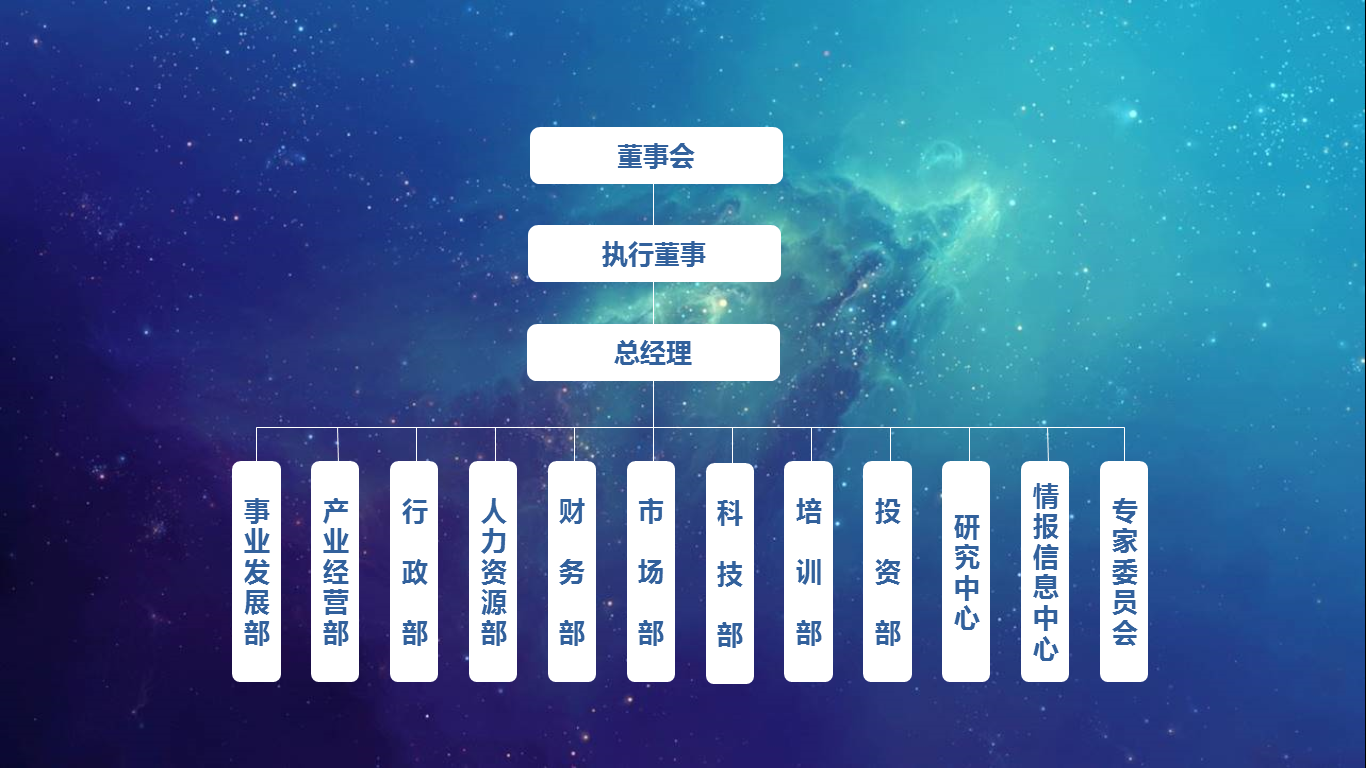 董事会
执行董事
总经理
事业发展部
产业经营部
行政部
人力资源部
财务部
市场部
科技部
培训部
投资部
研究中心
情报信息中心
专家委员会